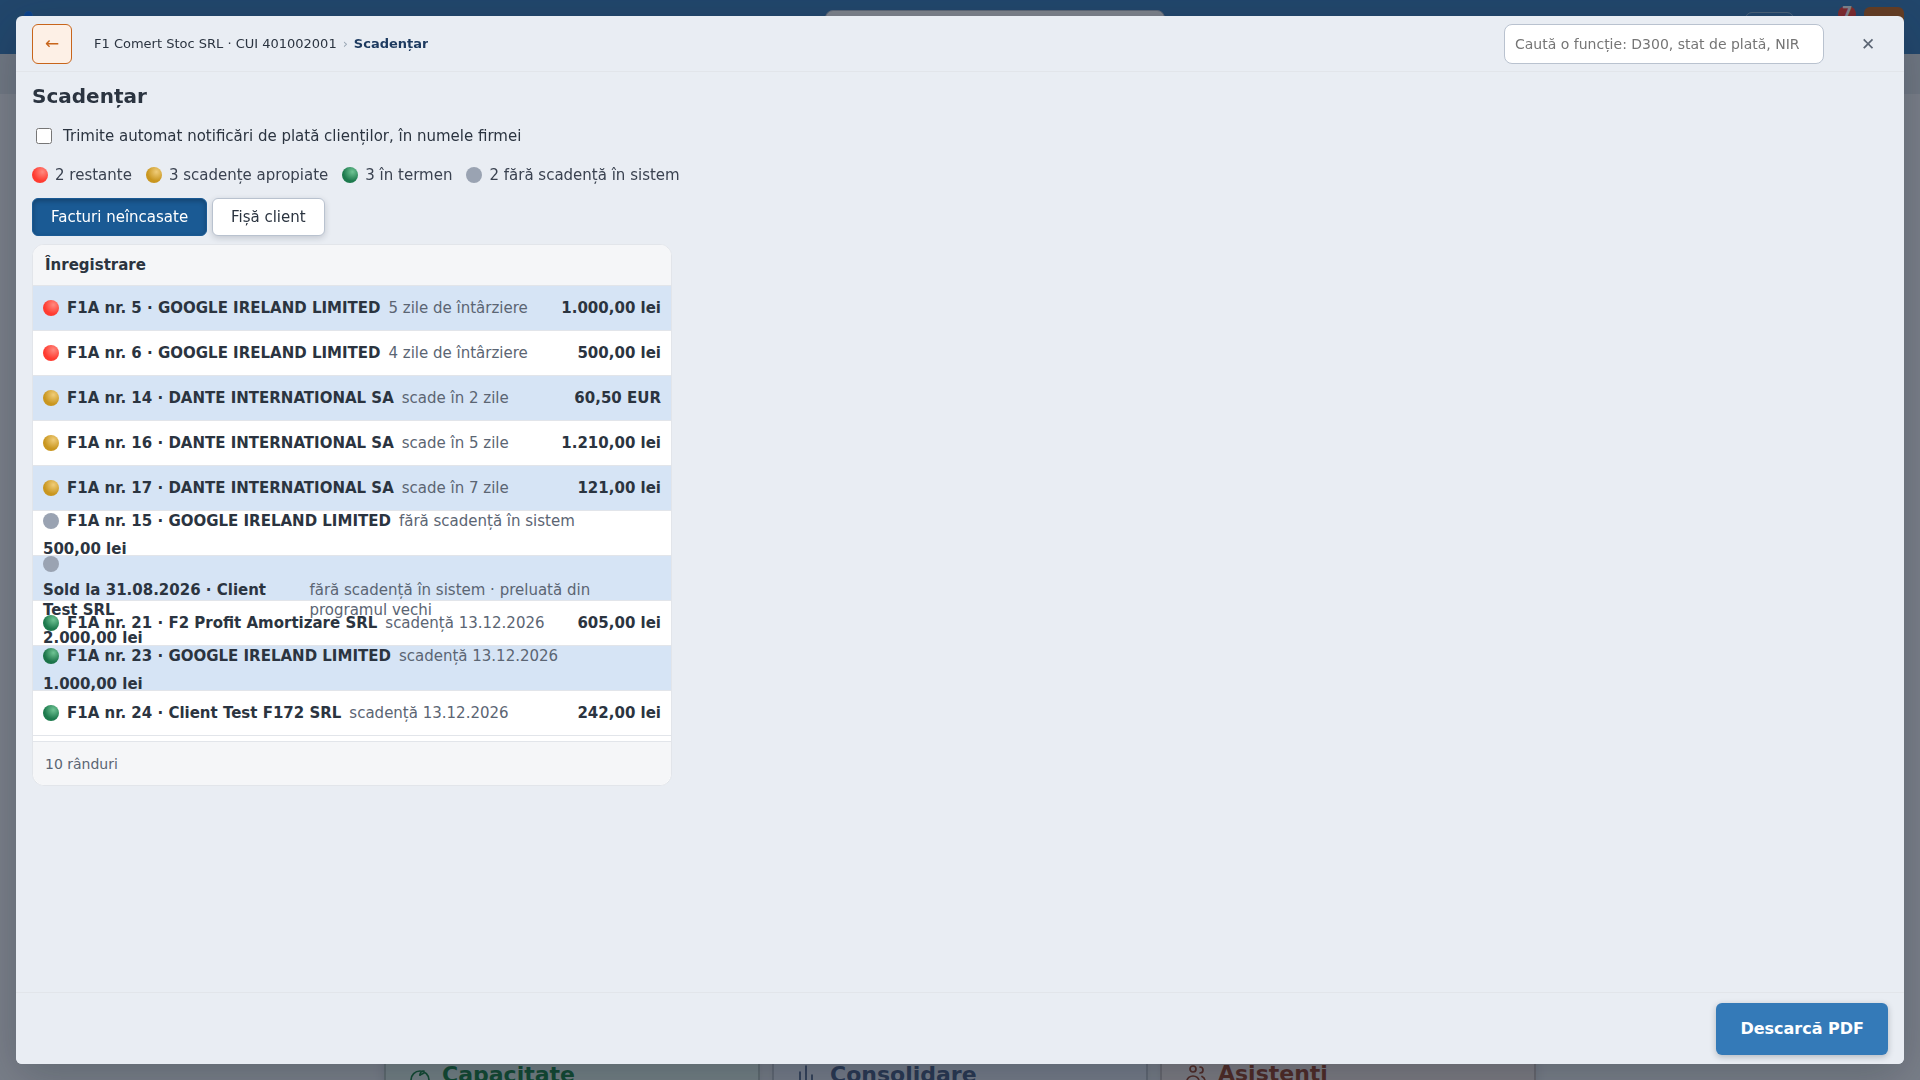 7
← F1 Comert Stoc SRL · CUI 401002001 › Scadențar Caută o funcție: D300, stat de plată, NIR ✕
Scadențar
Trimite automat notificări de plată clienților, în numele firmei
2 restante 3 scadențe apropiate 3 în termen 2 fără scadență în sistem
Facturi neîncasate Fișă client
Înregistrare
F1A nr. 5 · GOOGLE IRELAND LIMITED 5 zile de întârziere 1.000,00 lei
F1A nr. 6 · GOOGLE IRELAND LIMITED 4 zile de întârziere 500,00 lei
F1A nr. 14 · DANTE INTERNATIONAL SA scade în 2 zile 60,50 EUR
F1A nr. 16 · DANTE INTERNATIONAL SA scade în 5 zile 1.210,00 lei
F1A nr. 17 · DANTE INTERNATIONAL SA scade în 7 zile 121,00 lei
F1A nr. 15 · GOOGLE IRELAND LIMITED fără scadență în sistem
500,00 lei
Sold la 31.08.2026 · Client fără scadență în sistem · preluată din
Test SRL programul vechi
F1A nr. 21 · F2 Profit Amortizare SRL scadență 13.12.2026 605,00 lei
2.000,00 lei
F1A nr. 23 · GOOGLE IRELAND LIMITED scadență 13.12.2026
1.000,00 lei
F1A nr. 24 · Client Test F172 SRL scadență 13.12.2026 242,00 lei
10 rânduri
Descarcă PDF
Capacitate Consolidare Asistenți